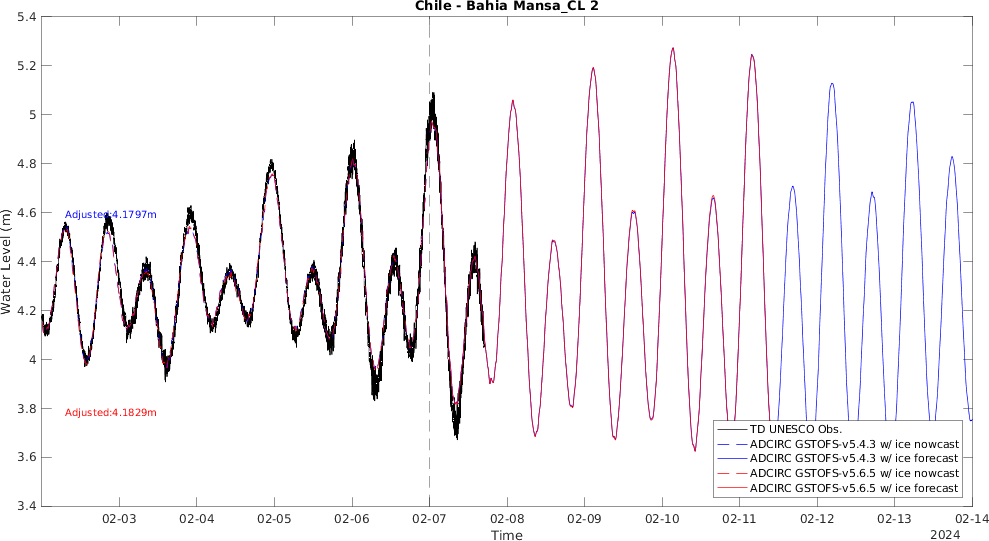 Chile - Bahia Mansa_CL 2
Water Level (m)
5.4
5.2
5
4.8
4.6
4.4
4.2
4
3.8
3.6
3.4
Adjusted:4.1797m
Adjusted:4.1829m
TD UNESCO Obs.
ADCIRC GSTOFS-v5.4.3 w/ ice nowcast
ADCIRC GSTOFS-v5.4.3 w/ ice forecast
ADCIRC GSTOFS-v5.6.5 w/ ice nowcast
ADCIRC GSTOFS-v5.6.5 w/ ice forecast
02-03 02-04 02-05 02-06 02-07 02-08 02-09 02-10 02-11 02-12 02-13 02-14
Time
2024